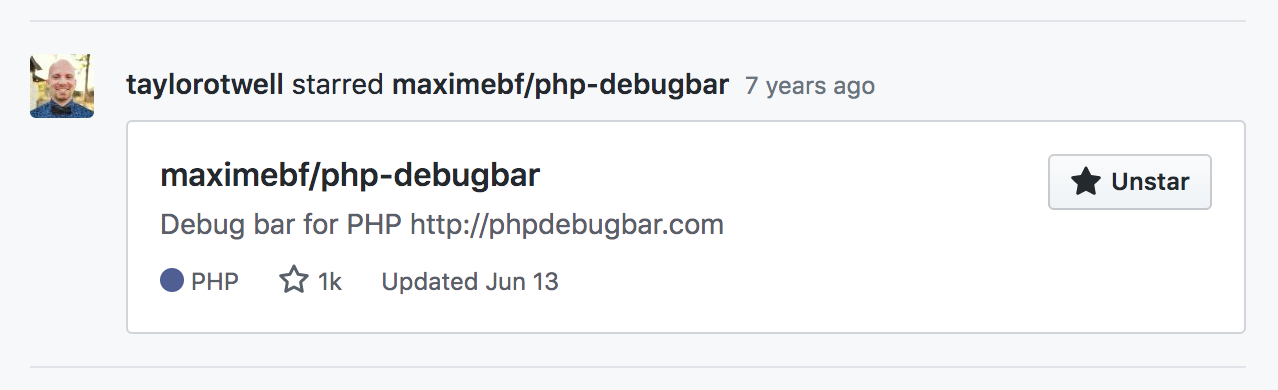 taylorotwell starred maximebf/php-debugbar 7 years ago
maximebf/php-debugbar
Unstar
Debug bar for PHP http://phpdebugbar.com
PHP 1k Updated Jun 13